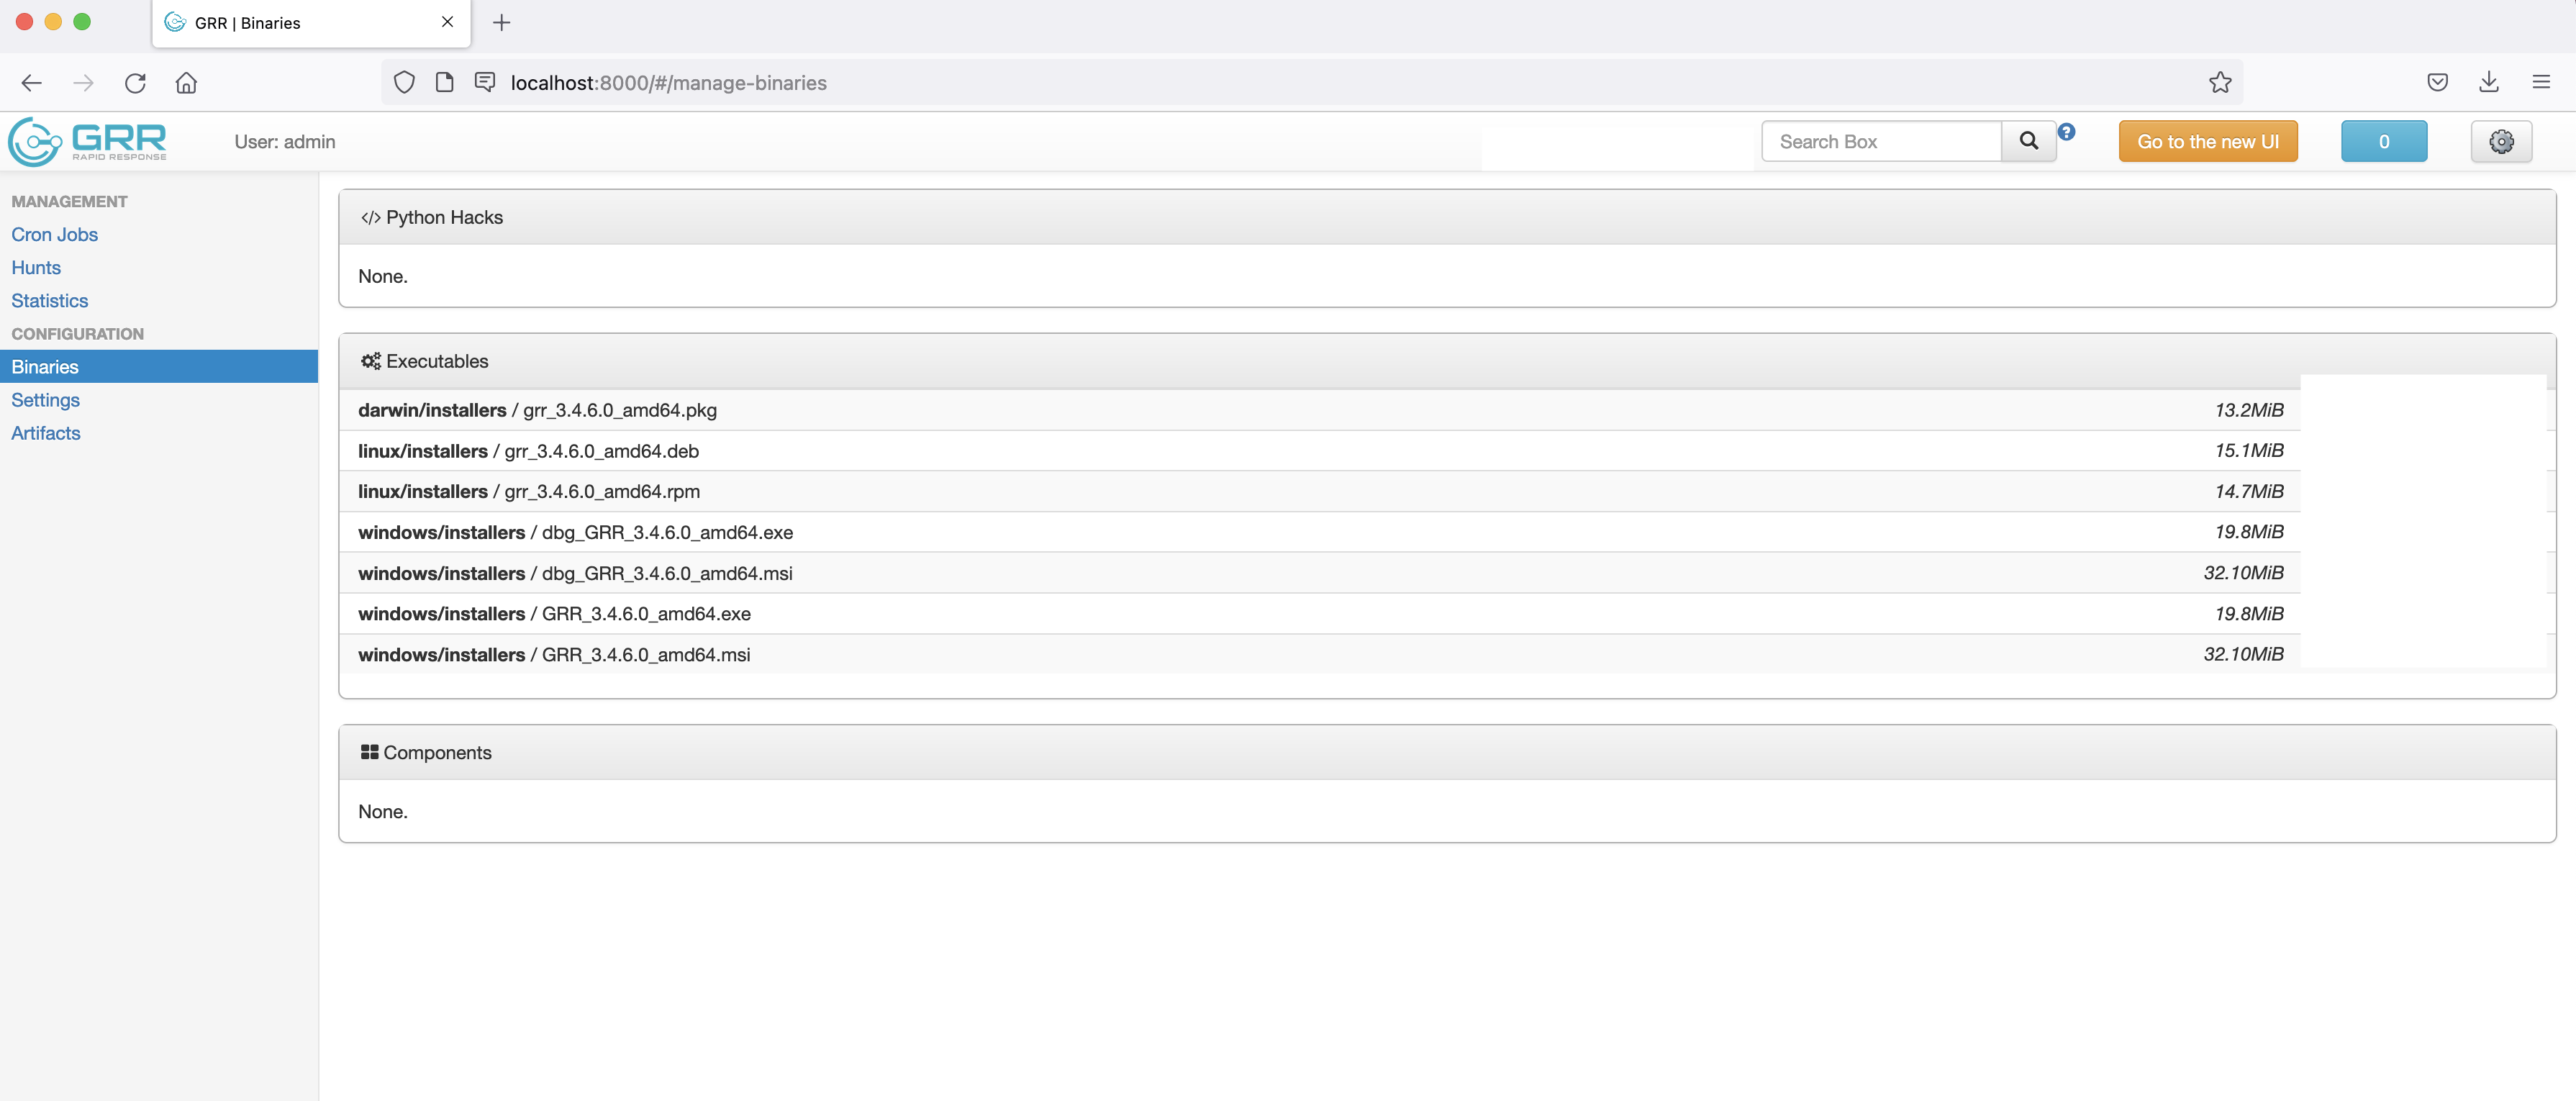 GRR | Binaries
localhost:8000/#/manage-binaries
GRR
RAPID RESPONSE
User: admin
Search Box
?
Go to the new UI
0
MANAGEMENT
Cron Jobs
Hunts
Statistics
CONFIGURATION
Binaries
Settings
Artifacts
</> Python Hacks
None.
Executables
darwin/installers / grr_3.4.6.0_amd64.pkg 13.2MiB
linux/installers / grr_3.4.6.0_amd64.deb 15.1MiB
linux/installers / grr_3.4.6.0_amd64.rpm 14.7MiB
windows/installers / dbg_GRR_3.4.6.0_amd64.exe 19.8MiB
windows/installers / dbg_GRR_3.4.6.0_amd64.msi 32.10MiB
windows/installers / GRR_3.4.6.0_amd64.exe 19.8MiB
windows/installers / GRR_3.4.6.0_amd64.msi 32.10MiB
Components
None.